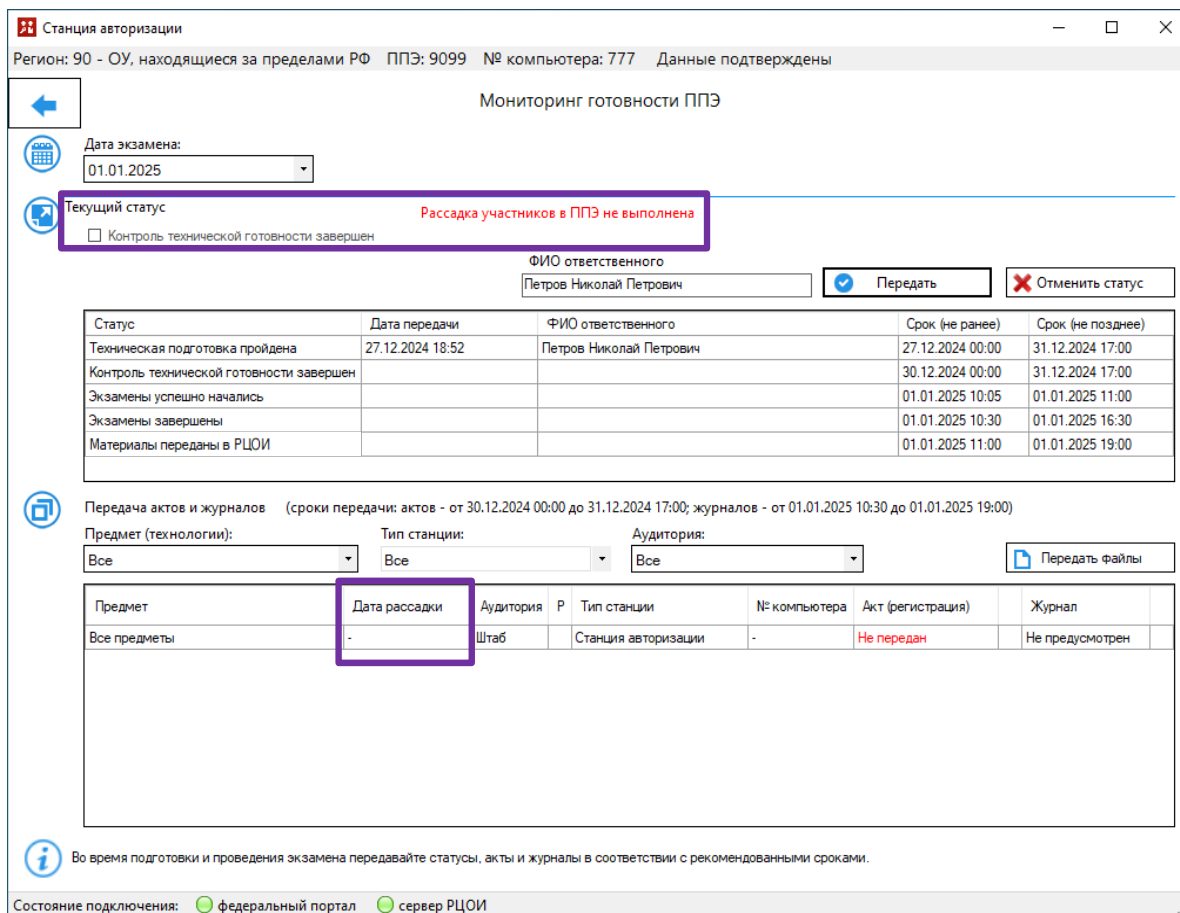 Станция авторизации
Регион: 90 - ОУ, находящиеся за пределами РФ ППЭ: 9099 № компьютера: 777 Данные подтверждены
Мониторинг готовности ППЭ
Дата экзамена:
01.01.2025
Текущий статус Рассадка участников в ППЭ не выполнена
Контроль технической готовности завершен
ФИО ответственного
Петров Николай Петрович Передать Отменить статус
Статус Дата передачи ФИО ответственного Срок (не ранее) Срок (не позднее)
Техническая подготовка пройдена 27.12.2024 18:52 Петров Николай Петрович 27.12.2024 00:00 31.12.2024 17:00
Контроль технической готовности завершен 30.12.2024 00:00 31.12.2024 17:00
Экзамены успешно начались 01.01.2025 10:05 01.01.2025 11:00
Экзамены завершены 01.01.2025 10:30 01.01.2025 16:30
Материалы переданы в РЦОИ 01.01.2025 11:00 01.01.2025 19:00
Передача актов и журналов (сроки передачи: актов - от 30.12.2024 00:00 до 31.12.2024 17:00; журналов - от 01.01.2025 10:30 до 01.01.2025 19:00)
Предмет (технологии): Тип станции: Аудитория:
Все Все Все Передать файлы
Предмет Дата рассадки Аудитория Р Тип станции № компьютера Акт (регистрация) Журнал
Все предметы - Штаб Станция авторизации - Не передан Не предусмотрен
Во время подготовки и проведения экзамена передавайте статусы, акты и журналы в соответствии с рекомендованными сроками.
Состояние подключения: федеральный портал сервер РЦОИ